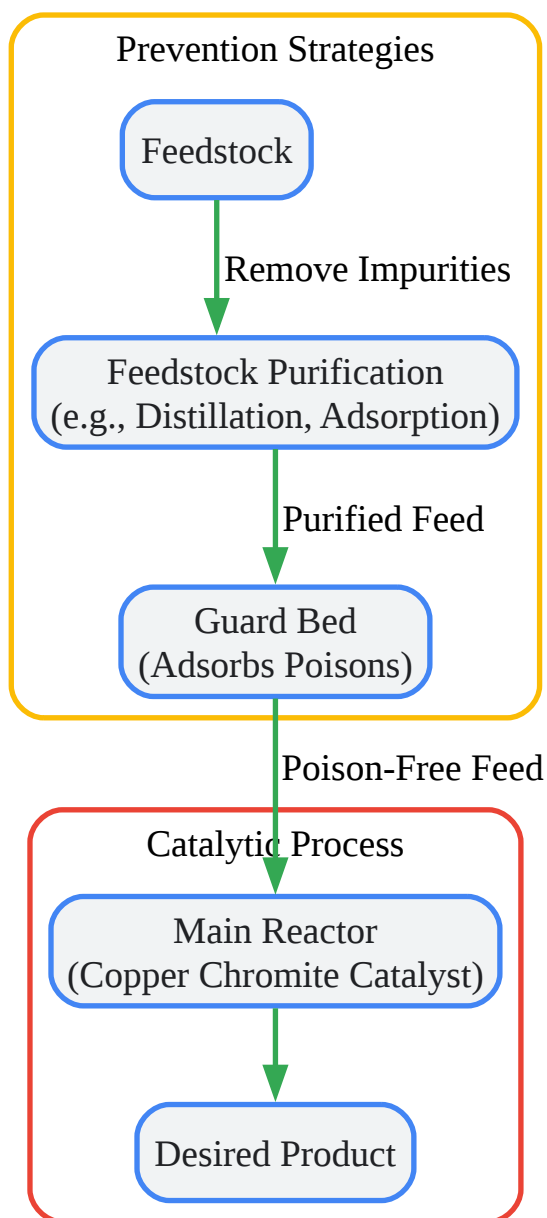 Prevention Strategies
Feedstock
Remove Impurities
Feedstock Purification
(e.g., Distillation, Adsorption)
Purified Feed
Guard Bed
(Adsorbs Poisons)
Poison-Free Feed
Catalytic Process
Main Reactor
(Copper Chromite Catalyst)
Desired Product